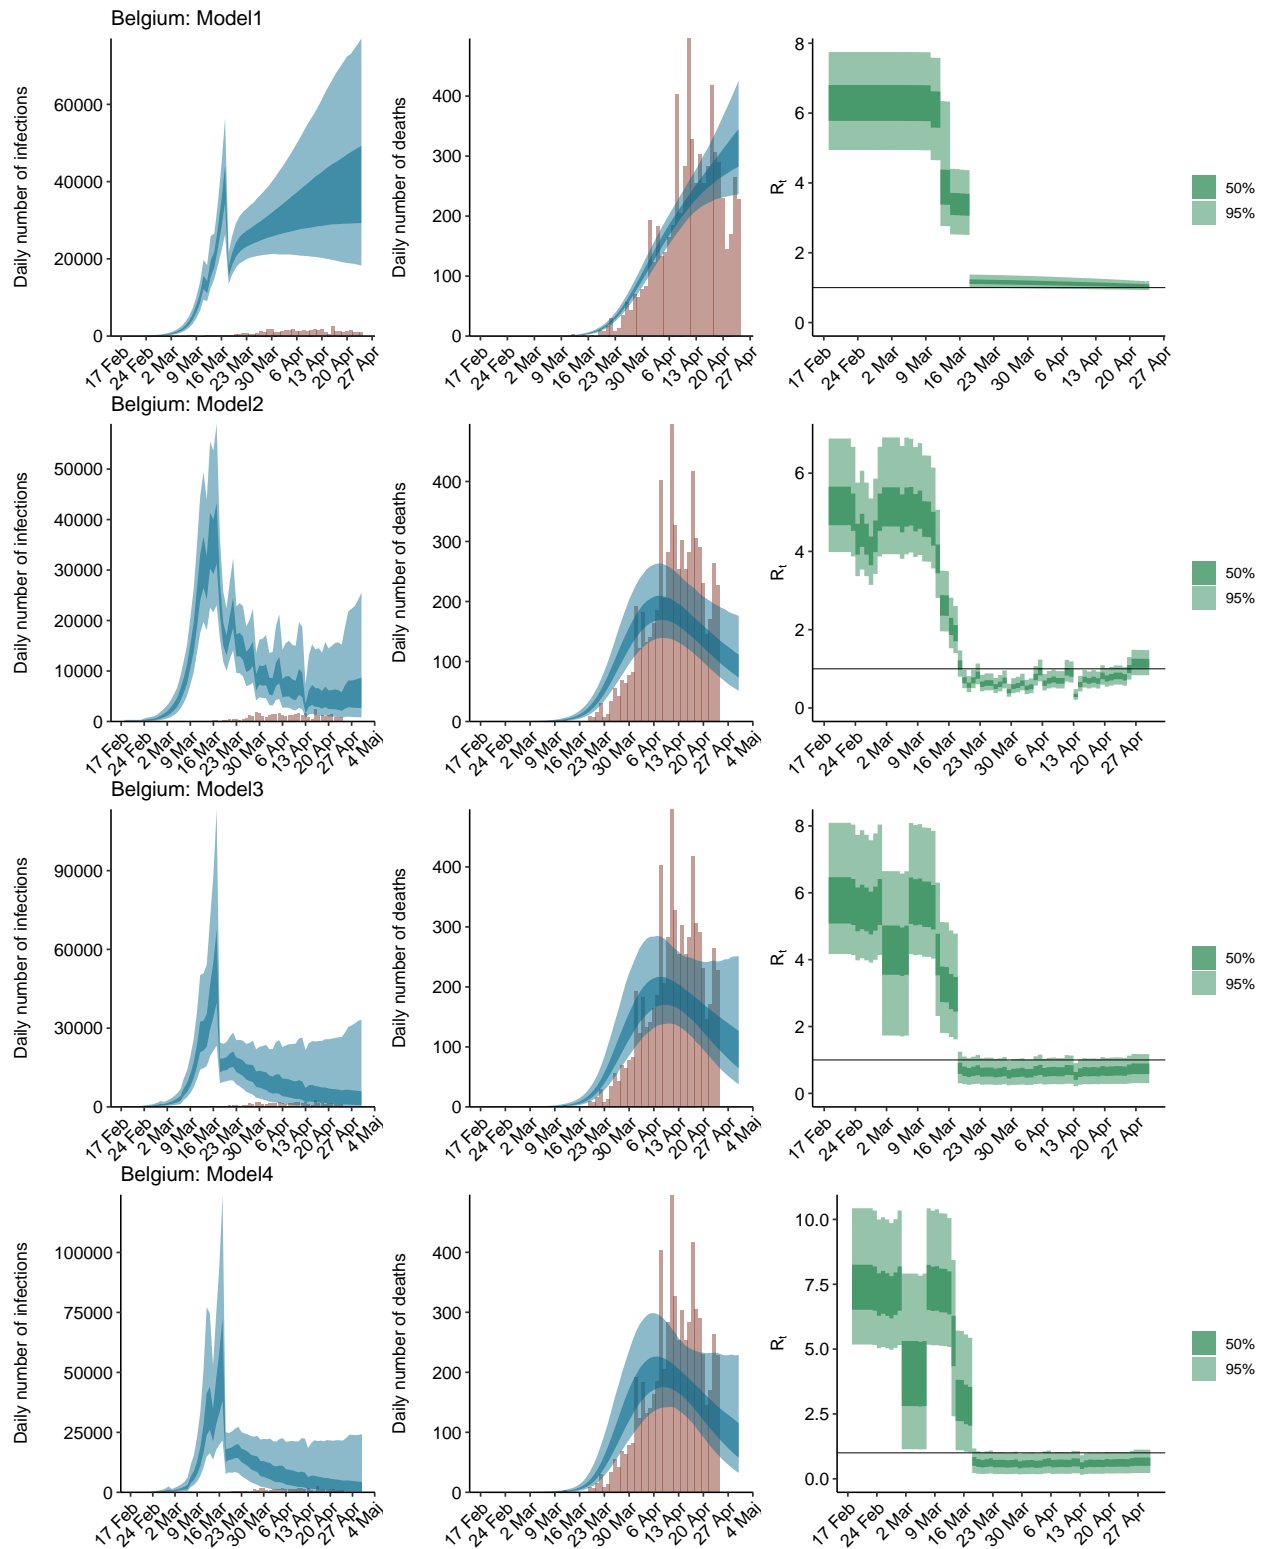 Belgium: Model1
Daily number of infections
60000
40000
20000
0
17 Feb
24 Feb
2 Mar
9 Mar
16 Mar
23 Mar
30 Mar
6 Apr
13 Apr
20 Apr
27 Apr
Daily number of deaths
400
300
200
100
0
17 Feb
24 Feb
2 Mar
9 Mar
16 Mar
23 Mar
30 Mar
6 Apr
13 Apr
20 Apr
27 Apr
Rt
8
6
4
2
0
17 Feb
24 Feb
2 Mar
9 Mar
16 Mar
23 Mar
30 Mar
6 Apr
13 Apr
20 Apr
27 Apr
50%
95%
Belgium: Model2
Daily number of infections
50000
40000
30000
20000
10000
0
17 Feb
24 Feb
2 Mar
9 Mar
16 Mar
23 Mar
30 Mar
6 Apr
13 Apr
20 Apr
27 Apr
4 Maj
Daily number of deaths
400
300
200
100
0
17 Feb
24 Feb
2 Mar
9 Mar
16 Mar
23 Mar
30 Mar
6 Apr
13 Apr
20 Apr
27 Apr
4 Maj
Rt
6
4
2
0
17 Feb
24 Feb
2 Mar
9 Mar
16 Mar
23 Mar
30 Mar
6 Apr
13 Apr
20 Apr
27 Apr
50%
95%
Belgium: Model3
Daily number of infections
90000
60000
30000
0
17 Feb
24 Feb
2 Mar
9 Mar
16 Mar
23 Mar
30 Mar
6 Apr
13 Apr
20 Apr
27 Apr
4 Maj
Daily number of deaths
400
300
200
100
0
17 Feb
24 Feb
2 Mar
9 Mar
16 Mar
23 Mar
30 Mar
6 Apr
13 Apr
20 Apr
27 Apr
4 Maj
Rt
8
6
4
2
0
17 Feb
24 Feb
2 Mar
9 Mar
16 Mar
23 Mar
30 Mar
6 Apr
13 Apr
20 Apr
27 Apr
50%
95%
Belgium: Model4
Daily number of infections
100000
75000
50000
25000
0
17 Feb
24 Feb
2 Mar
9 Mar
16 Mar
23 Mar
30 Mar
6 Apr
13 Apr
20 Apr
27 Apr
4 Maj
Daily number of deaths
400
300
200
100
0
17 Feb
24 Feb
2 Mar
9 Mar
16 Mar
23 Mar
30 Mar
6 Apr
13 Apr
20 Apr
27 Apr
4 Maj
Rt
10.0
7.5
5.0
2.5
0.0
17 Feb
24 Feb
2 Mar
9 Mar
16 Mar
23 Mar
30 Mar
6 Apr
13 Apr
20 Apr
27 Apr
50%
95%